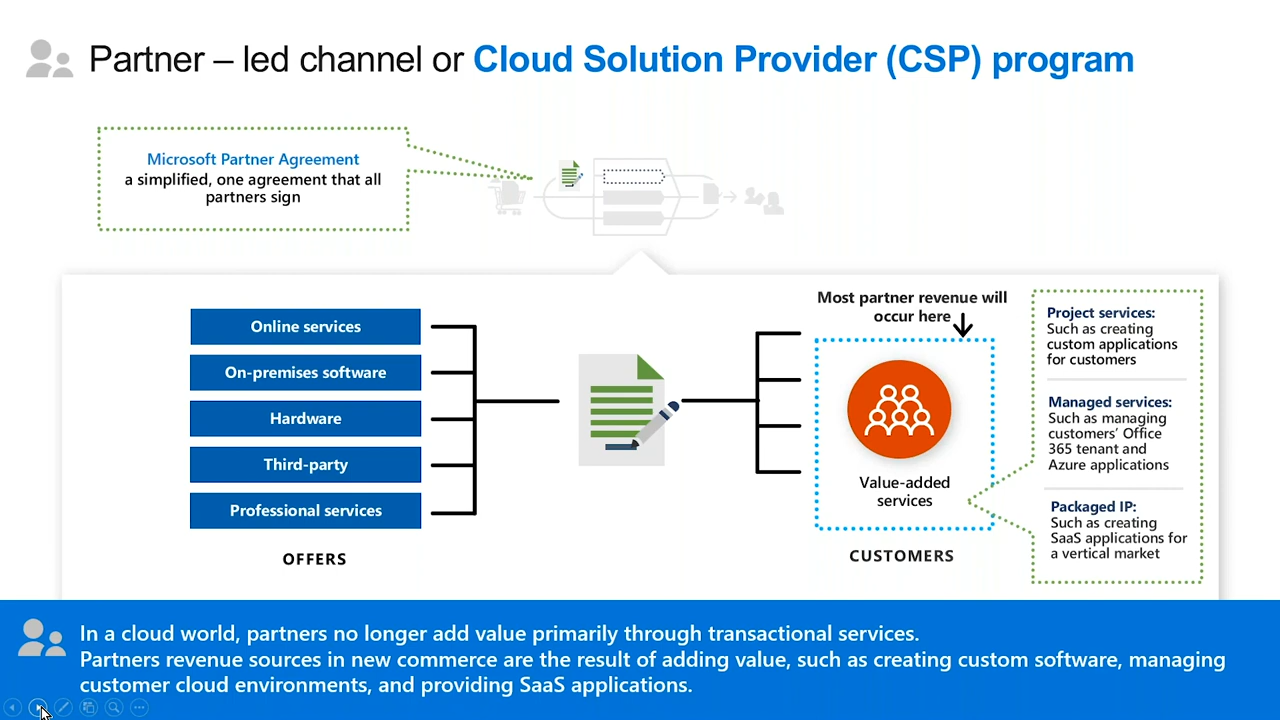 Partner – led channel or Cloud Solution Provider (CSP) program
Microsoft Partner Agreement
a simplified, one agreement that all
partners sign
Online services
On-premises software
Hardware
Third-party
Professional services
OFFERS
Most partner revenue will
occur here
Value-added
services
CUSTOMERS
Project services:
Such as creating
custom applications
for customers
Managed services:
Such as managing
customers’ Office
365 tenant and
Azure applications
Packaged IP:
Such as creating
SaaS applications for
a vertical market
In a cloud world, partners no longer add value primarily through transactional services.
Partners revenue sources in new commerce are the result of adding value, such as creating custom software, managing
customer cloud environments, and providing SaaS applications.